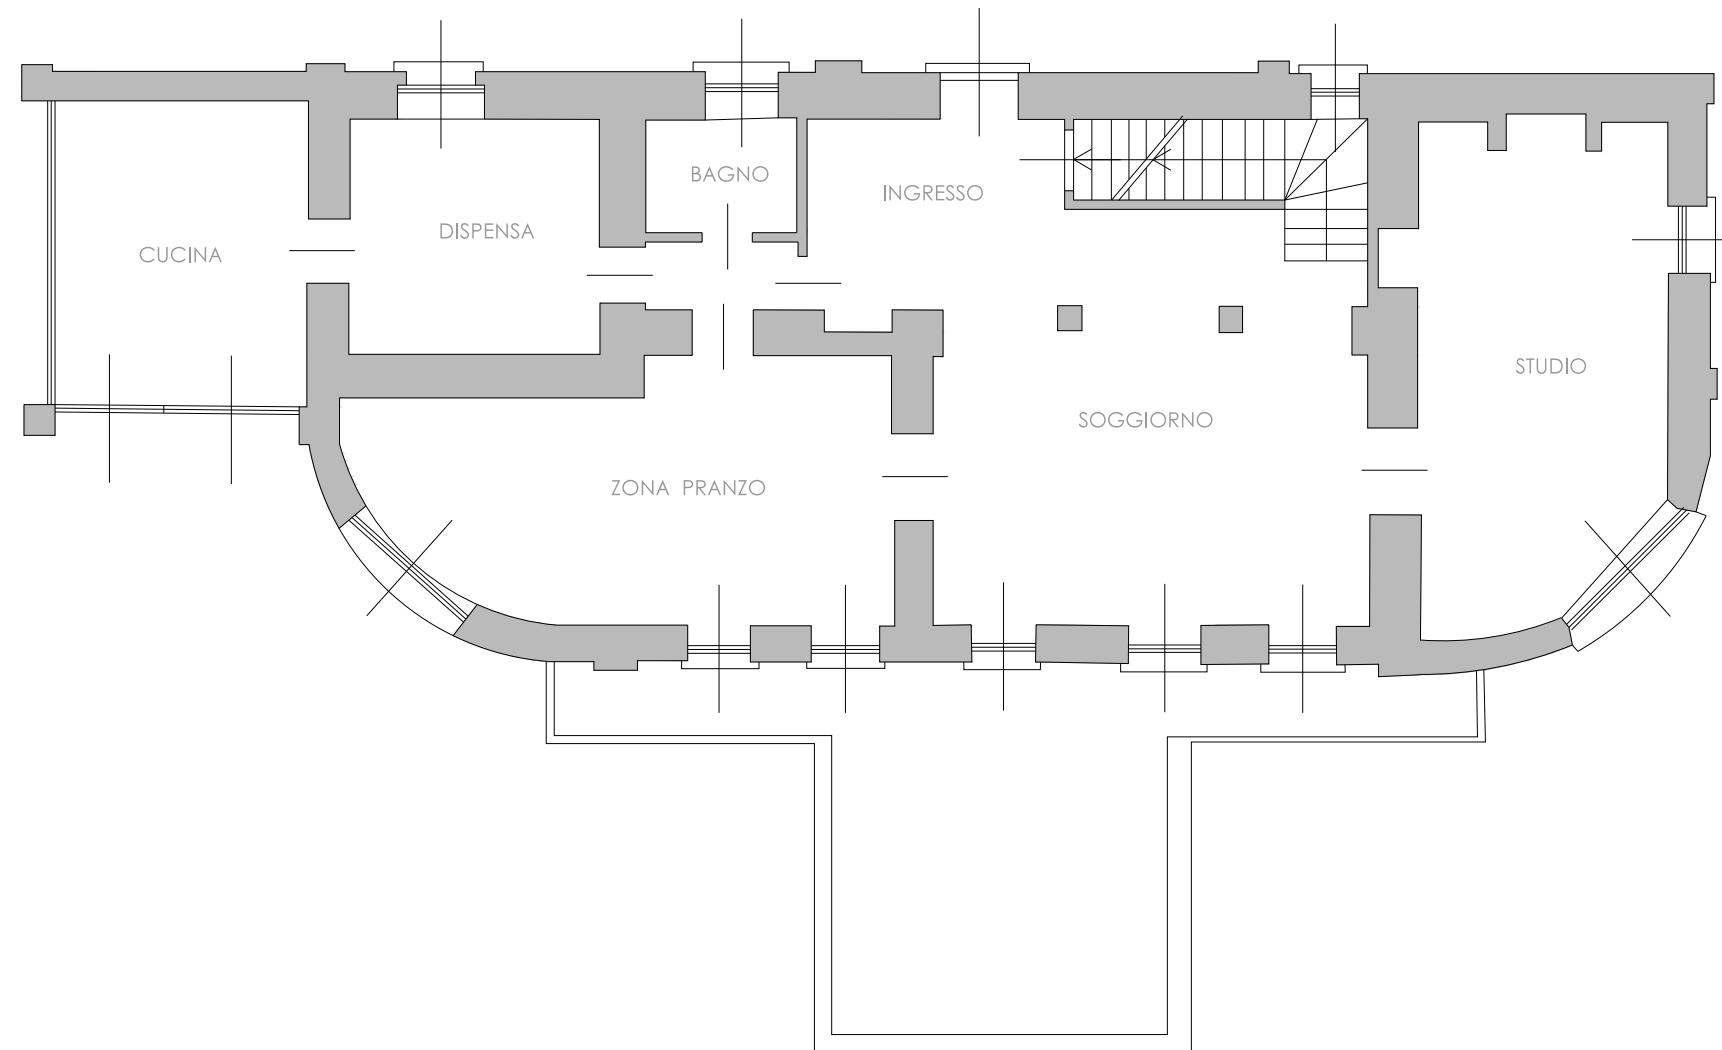 BAGNO
INGRESSO
DISPENSA
CUCINA
STUDIO
SOGGIORNO
ZONA PRANZO